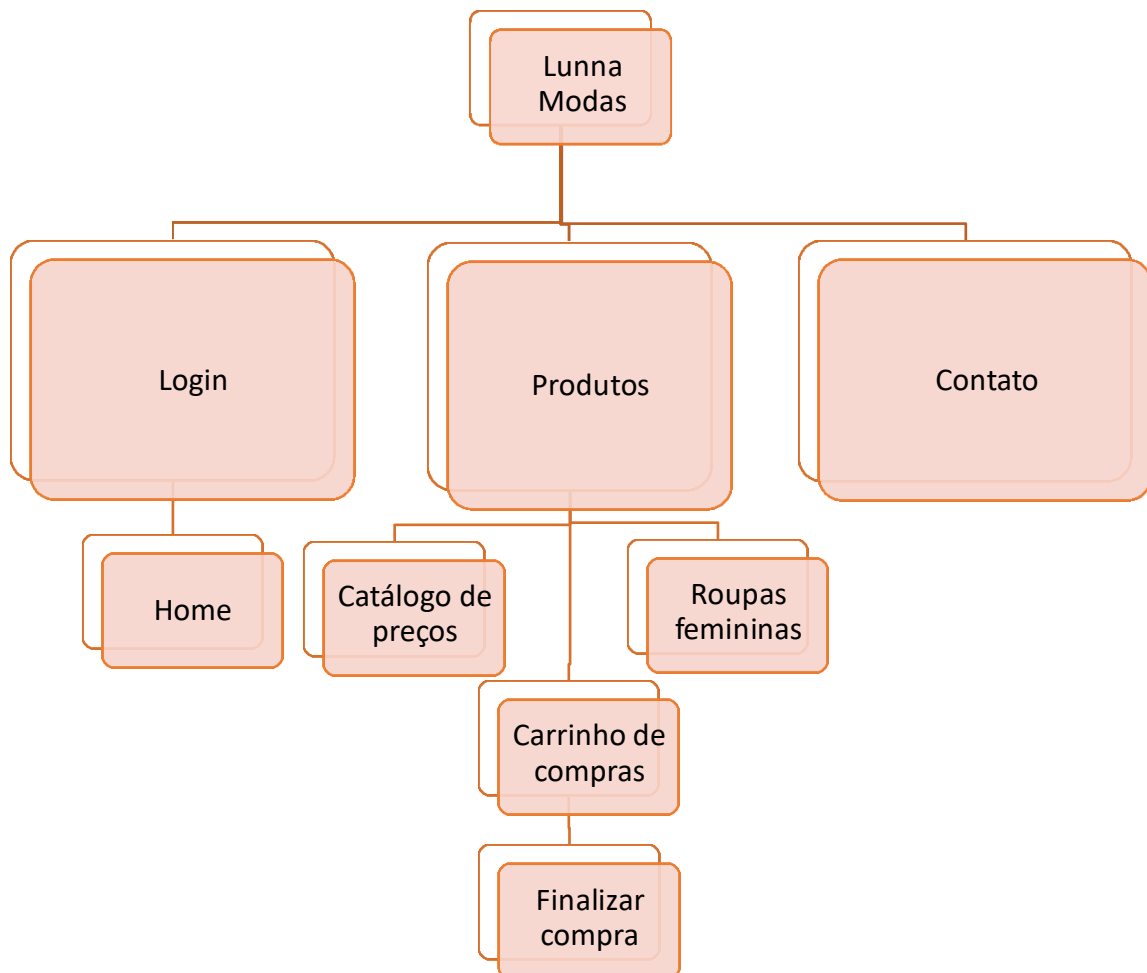 Lunna
Modas
Login
Produtos
Contato
Home
Catálogo de
preços
Roupas
femininas
Carrinho de
compras
Finalizar
compra